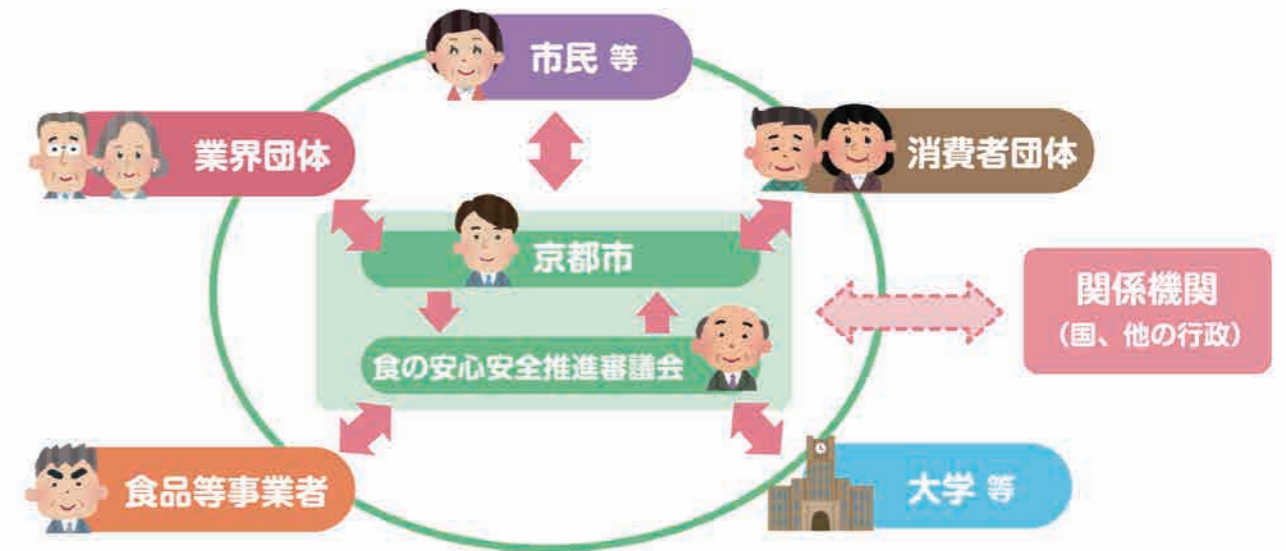 市民 等
業界団体
消費者団体
京都市
関係機関
（国、他の行政）
食の安心安全推進審議会
食品等事業者
大学 等